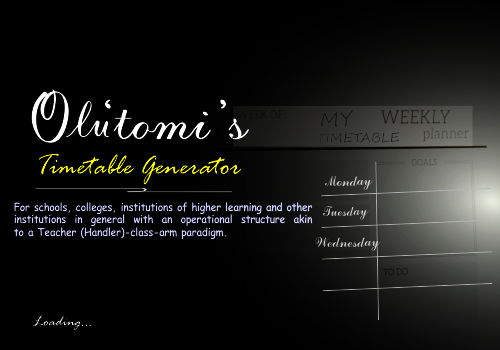 Olútomi's
Timetable Generator
For schools, colleges, institutions of higher learning and other
institutions in general with an operational structure akin
to a Teacher (Handler)-class-arm paradigm.
MY WEEKLY
TIMETABLE planner
GOALS
Monday
Tuesday
Wednesday
TO DO
Loading...